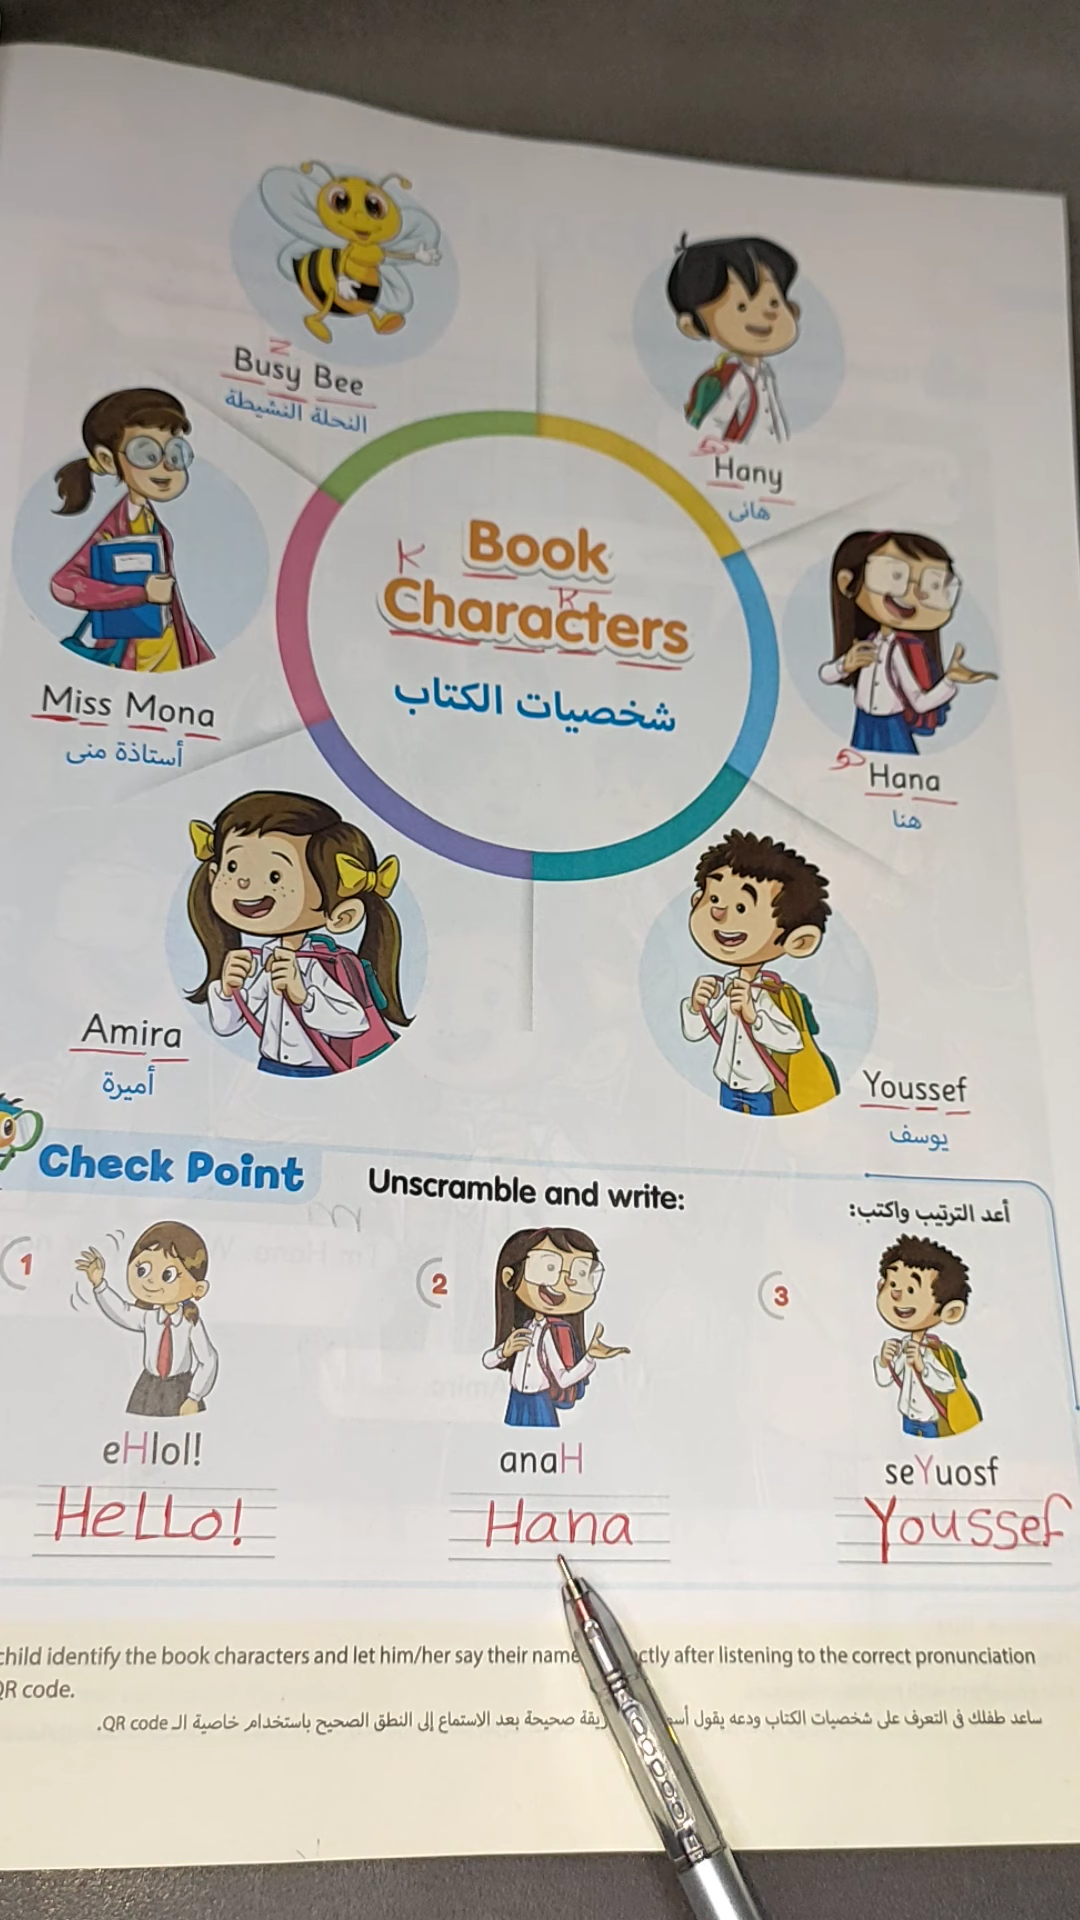 Z
Busy Bee
النحلة النشيطة
Hany
هانى
K
Book
K
Characters
شخصيات الكتاب
Miss Mona
أستاذة منى
Hana
هنا
Amira
أميرة
Youssef
يوسف
Check Point
Unscramble and write:
أعد الترتيب واكتب:
1
2
3
eHlol!
anaH
seYuosf
HeLLo!
Hana
Youssef
child identify the book characters and let him/her say their name ctly after listening to the correct pronunciation
QR code.
ساعد طفلك فى التعرف على شخصيات الكتاب ودعه يقول صحيحة بعد الاستماع إلى النطق الصحيح باستخدام خاصية الـ QR code.